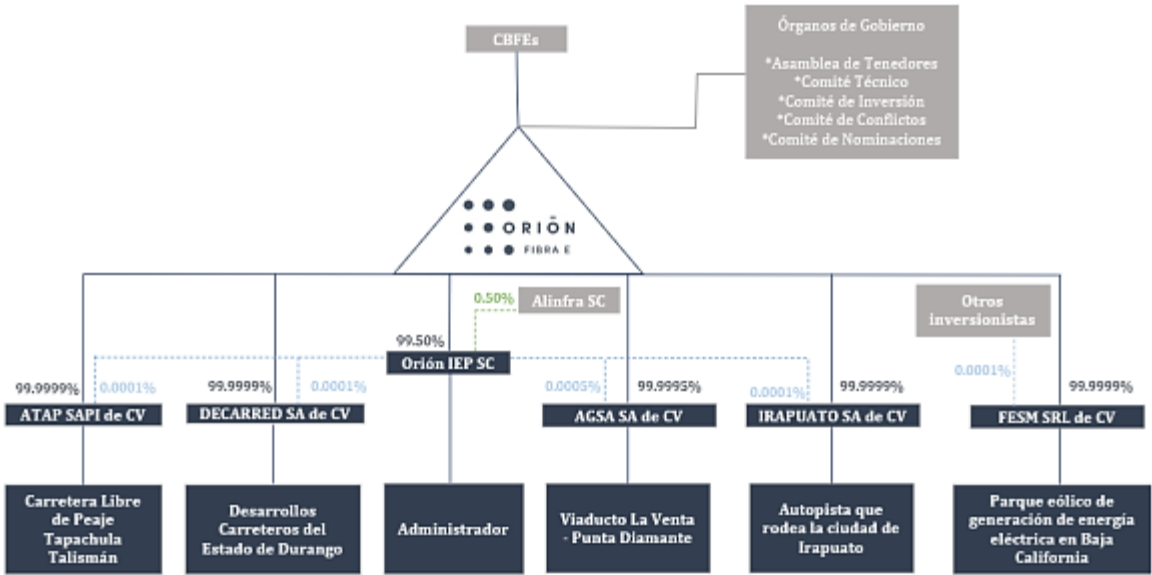 CBFEs
Órganos de Gobierno
*Asamblea de Tenedores
*Comité Técnico
*Comité de Inversión
*Comité de Conflictos
*Comité de Nominaciones
ORIÓN
FIBRA E
0.50%
Alinfra SC
Otros
inversionistas
99.50%
Orión IEP SC
99.9999%
0.0001%
99.9999%
0.0001%
0.0005%
99.9995%
0.0001%
99.9999%
0.0001%
99.9999%
ATAP SAPI de CV
DECARRED SA de CV
AGSA SA de CV
IRAPUATO SA de CV
FESM SRL de CV
Carretera Libre
de Peaje
Tapachula
Talismán
Desarrollos
Carreteros del
Estado de Durango
Administrador
Viaducto La Venta
- Punta Diamante
Autopista que
rodea la ciudad de
Irapuato
Parque eólico de
generación de energía
eléctrica en Baja
California